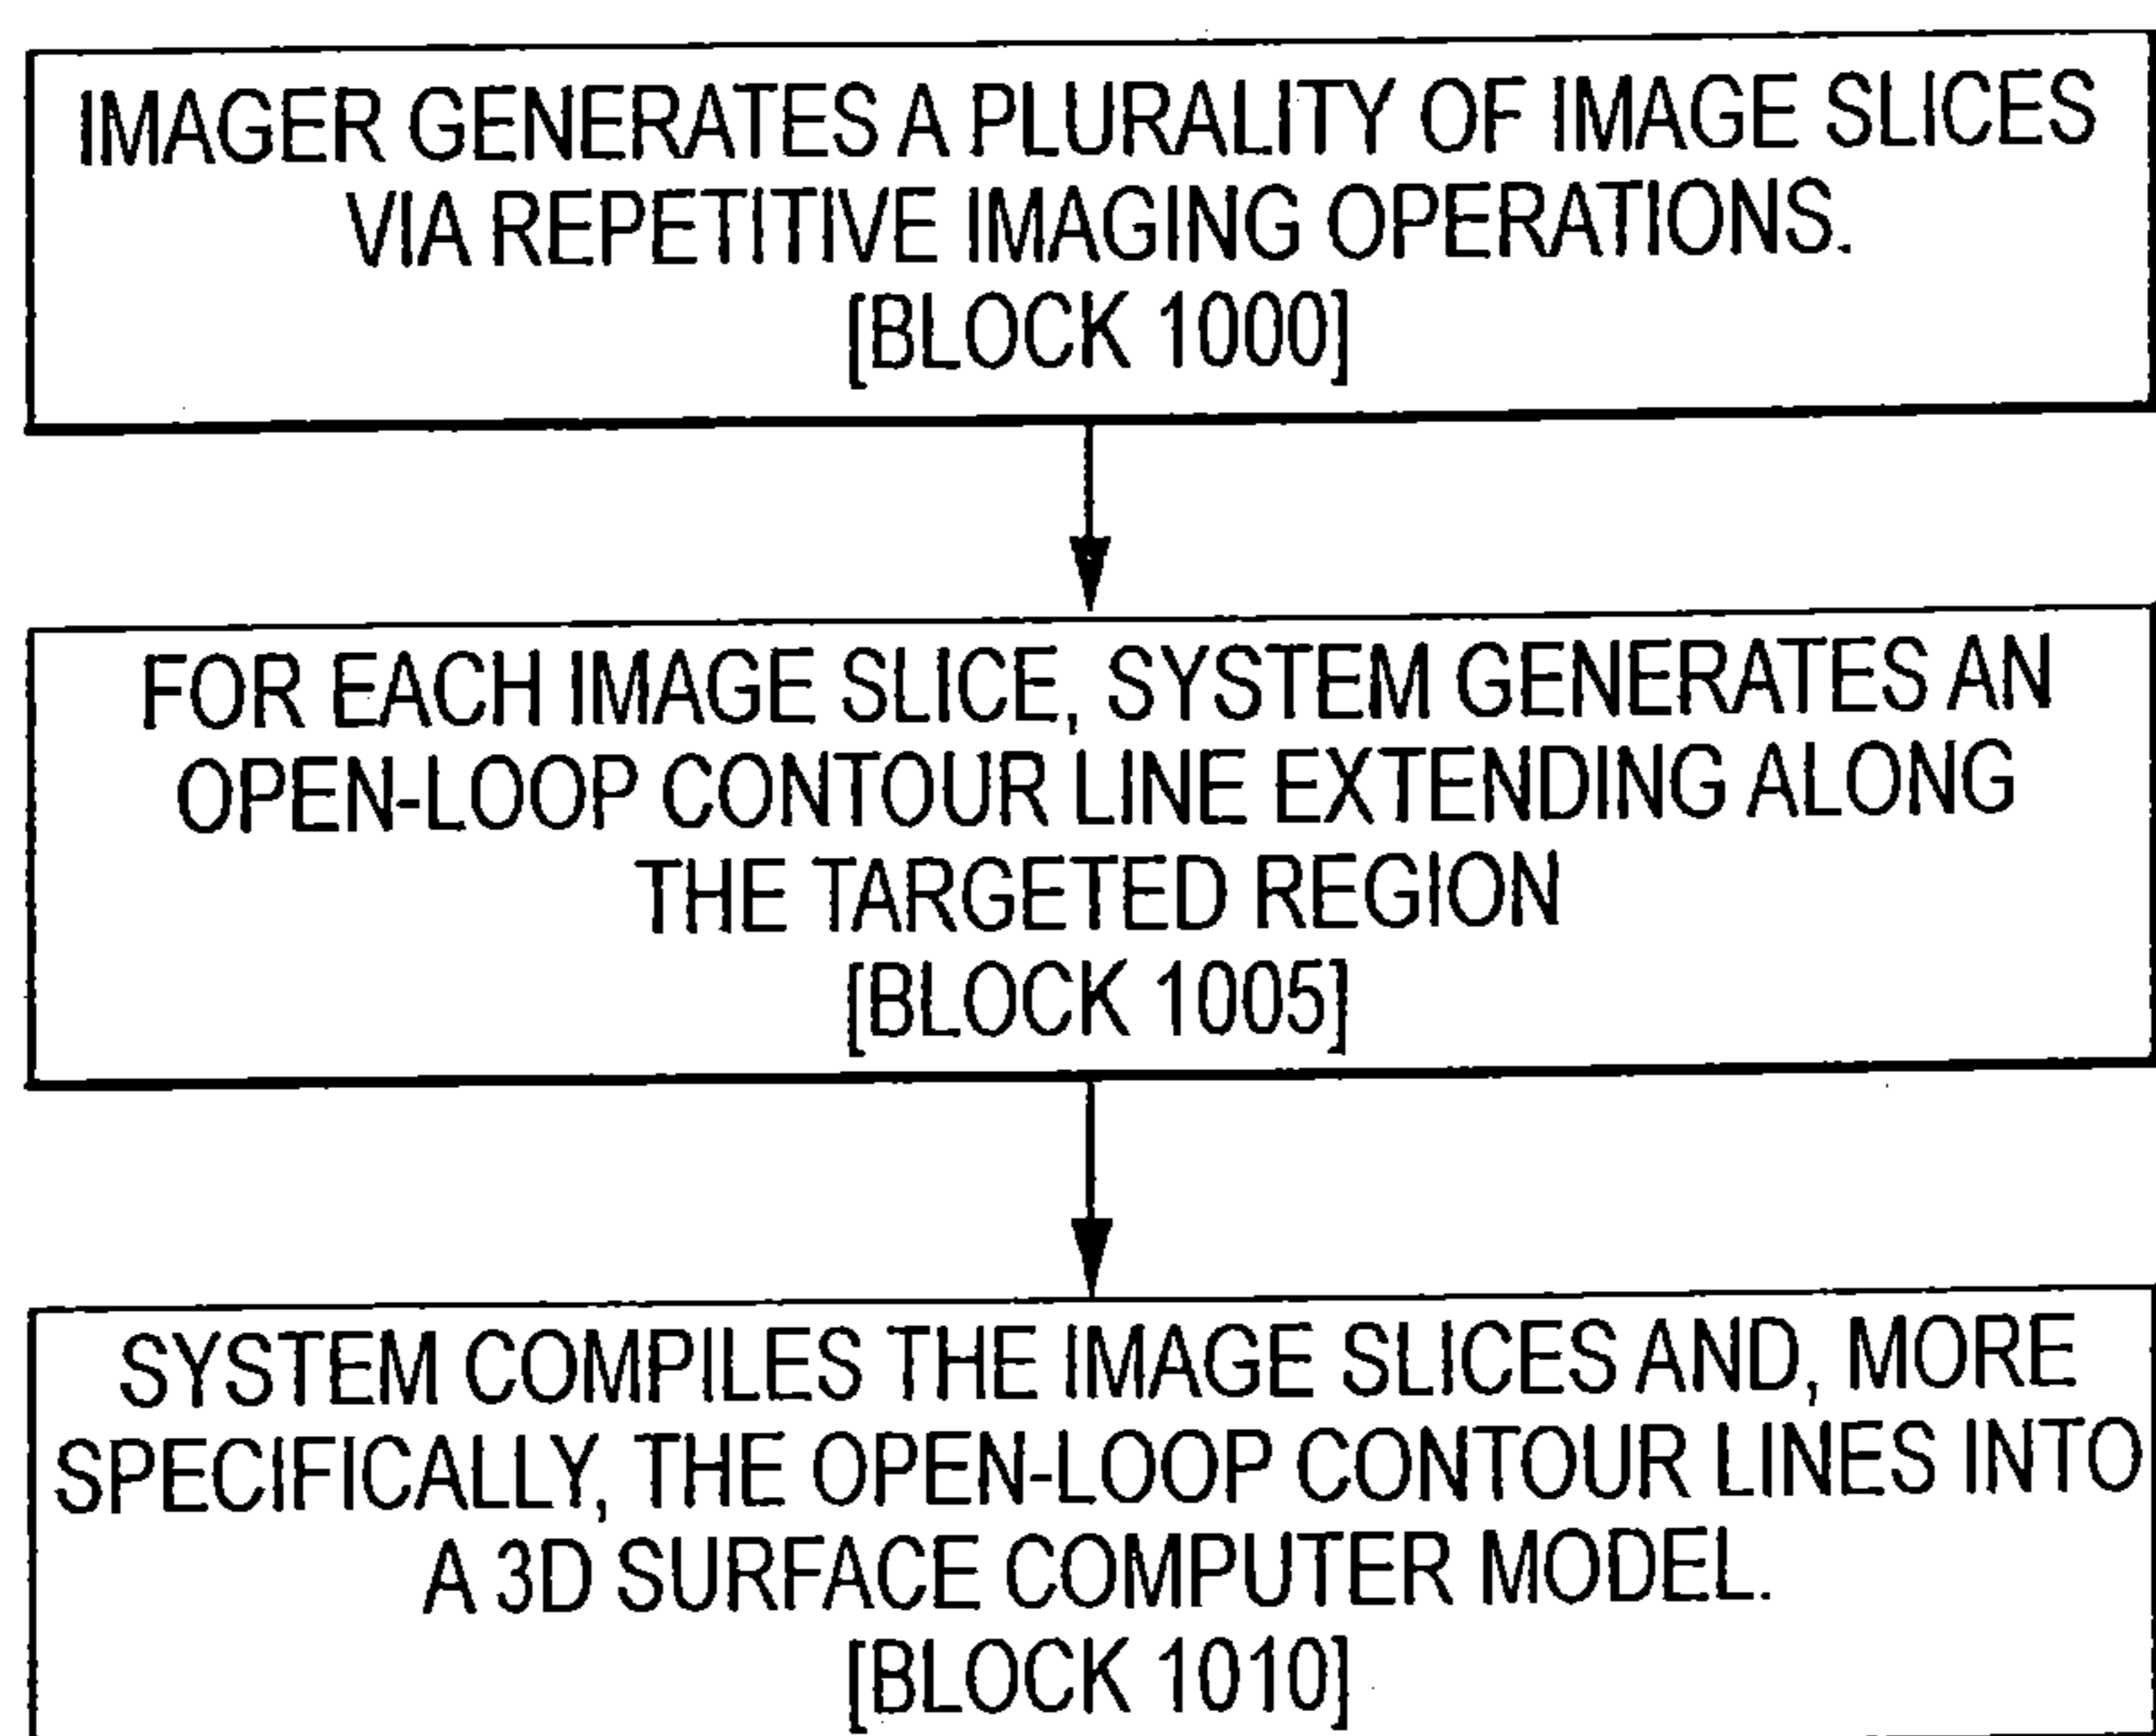 IMAGER GENERATES A PLURALITY OF IMAGE SLICES
VIA REPETITIVE IMAGING OPERATIONS.
[BLOCK 1000]
FOR EACH IMAGE SLICE, SYSTEM GENERATES AN
OPEN-LOOP CONTOUR LINE EXTENDING ALONG
THE TARGETED REGION
[BLOCK 1005]
SYSTEM COMPILES THE IMAGE SLICES AND, MORE
SPECIFICALLY, THE OPEN-LOOP CONTOUR LINES INTO
A 3D SURFACE COMPUTER MODEL.
[BLOCK 1010]